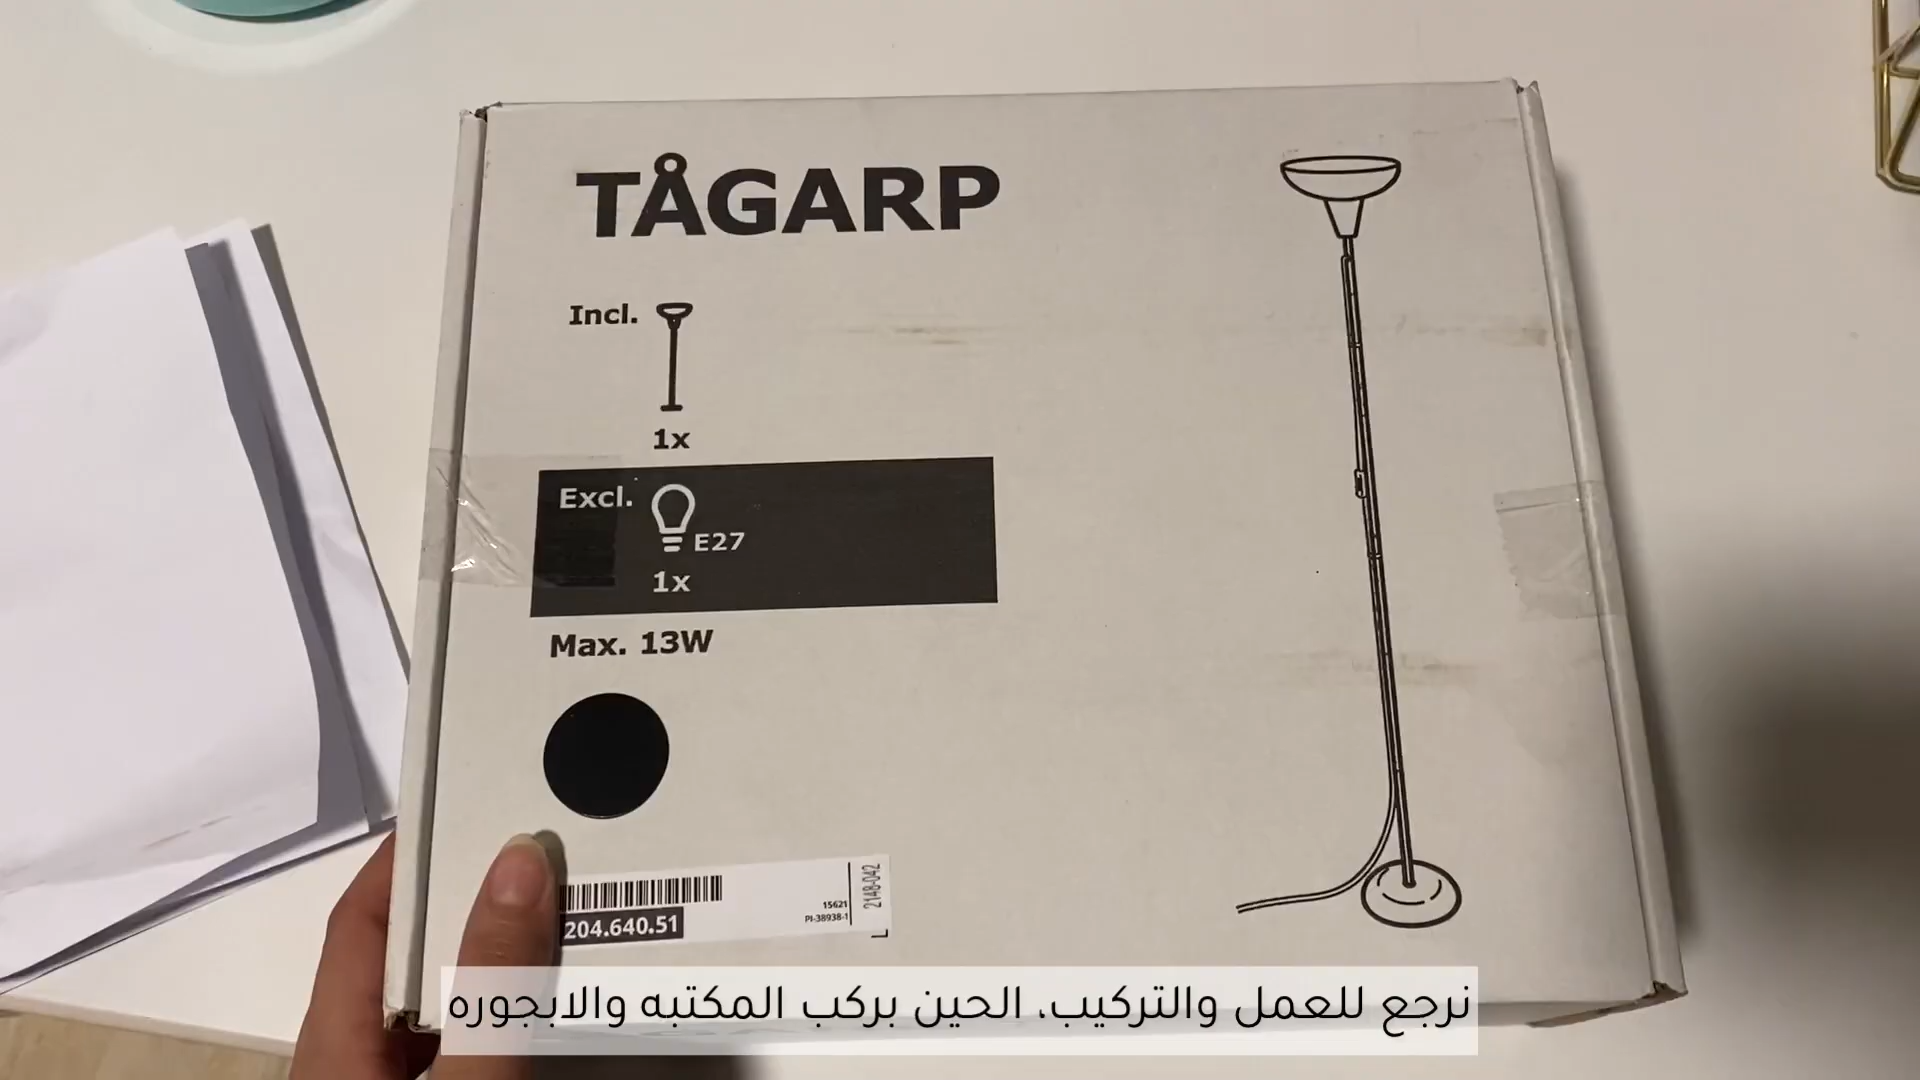 TÅGARP
Incl.
1x
Excl.
E27
1x
Max. 13W
204.640.51
15621
PI-38938-1
2148-042
L
نرجع للعمل والتركيب، الحين بركب المكتبه والابجوره